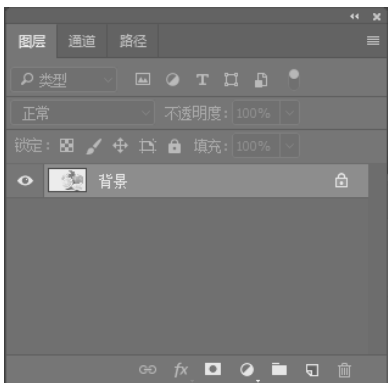 图层 通道 路径
类型
正常 不透明度: 100%
锁定: 填充: 100%
背景
fx